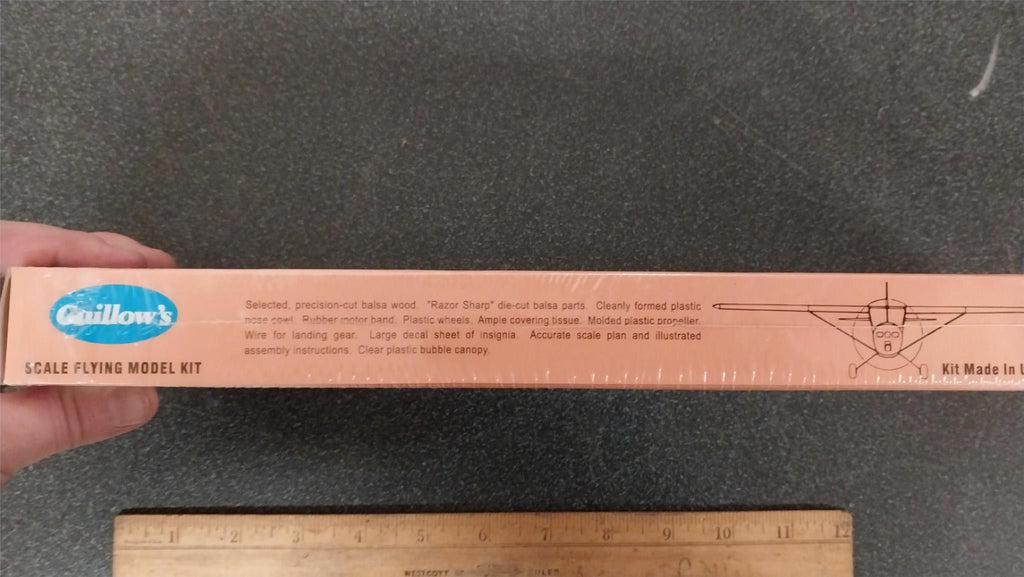 Guillow's
SCALE FLYING MODEL KIT
Selected, precision-cut balsa wood. "Razor Sharp" die-cut balsa parts. Cleanly formed plastic
nose cowl. Rubber motor band. Plastic wheels. Ample covering tissue. Molded plastic propeller.
Wire for landing gear. Large decal sheet of insignia. Accurate scale plan and illustrated
assembly instructions. Clear plastic bubble canopy.
Kit Made In U
1 2 3 4 5 6 7 8 9 10 11 12
WESTCOTT